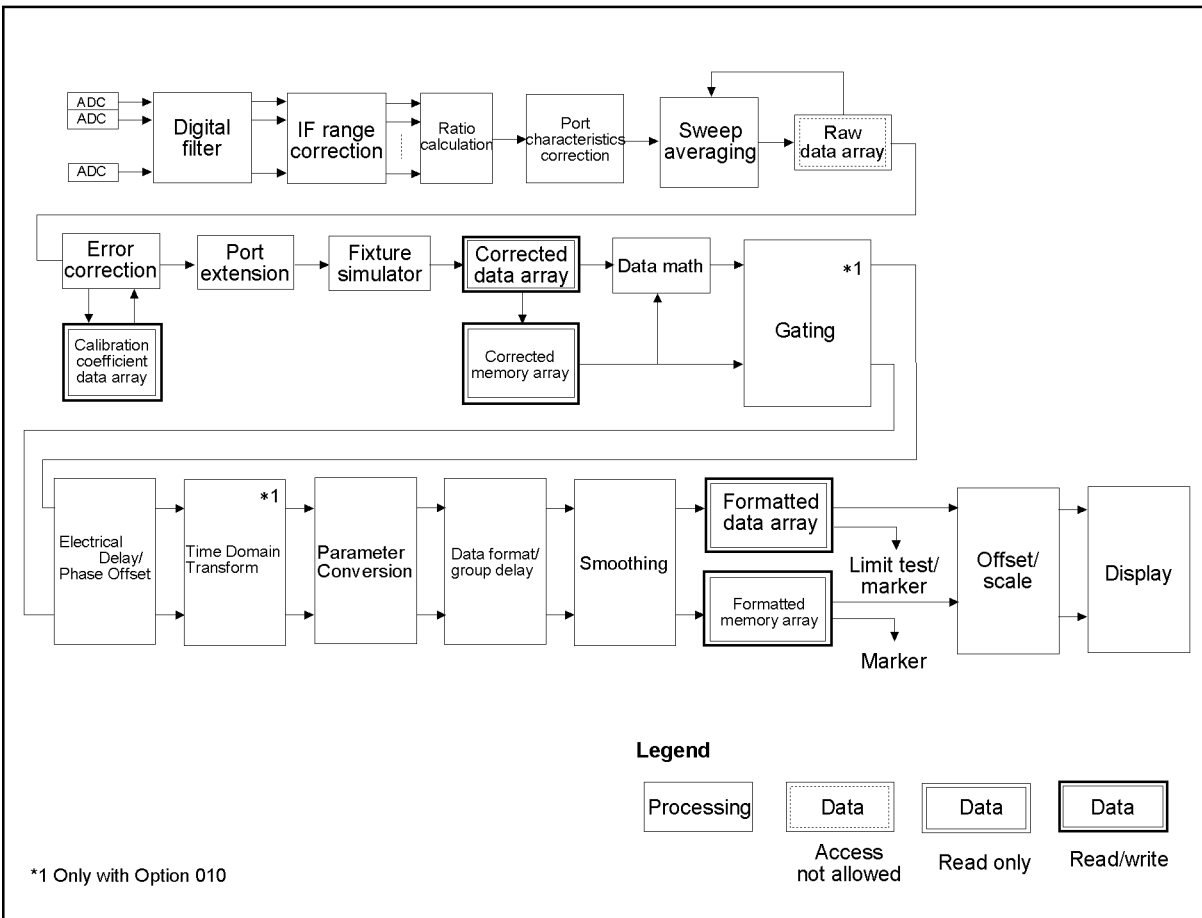 ADC
ADC
ADC
Digital
filter
IF range
correction
Ratio
calculation
Port
characteristics
correction
Sweep
averaging
Raw
data array
Error
correction
Port
extension
Fixture
simulator
Corrected
data array
Data math
*1
Gating
Calibration
coefficient
data array
Corrected
memory array
Electrical
Delay/
Phase Offset
*1
Time Domain
Transform
Parameter
Conversion
Data format/
group delay
Smoothing
Formatted
data array
Limit test/
marker
Formatted
memory array
Marker
Offset/
scale
Display
Legend
Processing
Data
Access
not allowed
Data
Read only
Data
Read/write
*1 Only with Option 010